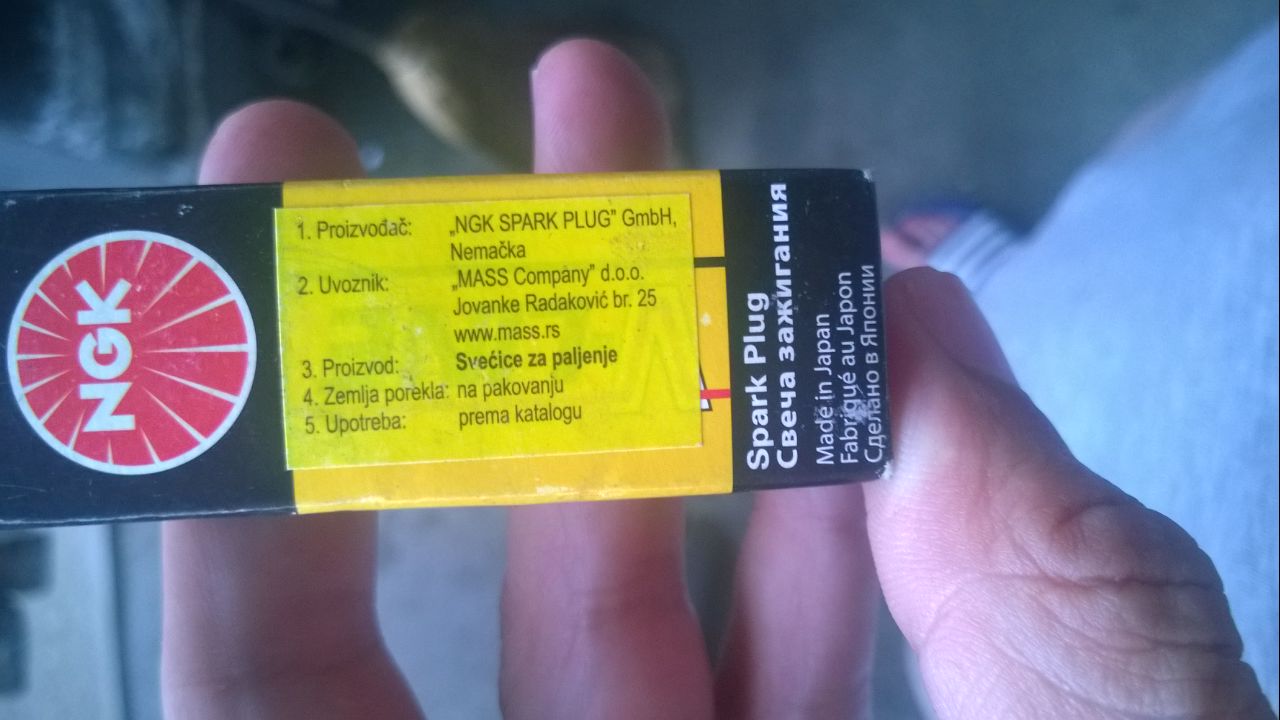 NGK
1. Proizvođač: „NGK SPARK PLUG” GmbH,
Nemačka
2. Uvoznik: „MASS Company” d.o.o.
Jovanke Radaković br. 25
www.mass.rs
3. Proizvod: Svećice za paljenje
4. Zemlja porekla: na pakovanju
5. Upotreba: prema katalogu
Spark Plug
Свеча зажигания
Made in Japan
Fabriqué au Japon
Сделано в Японии